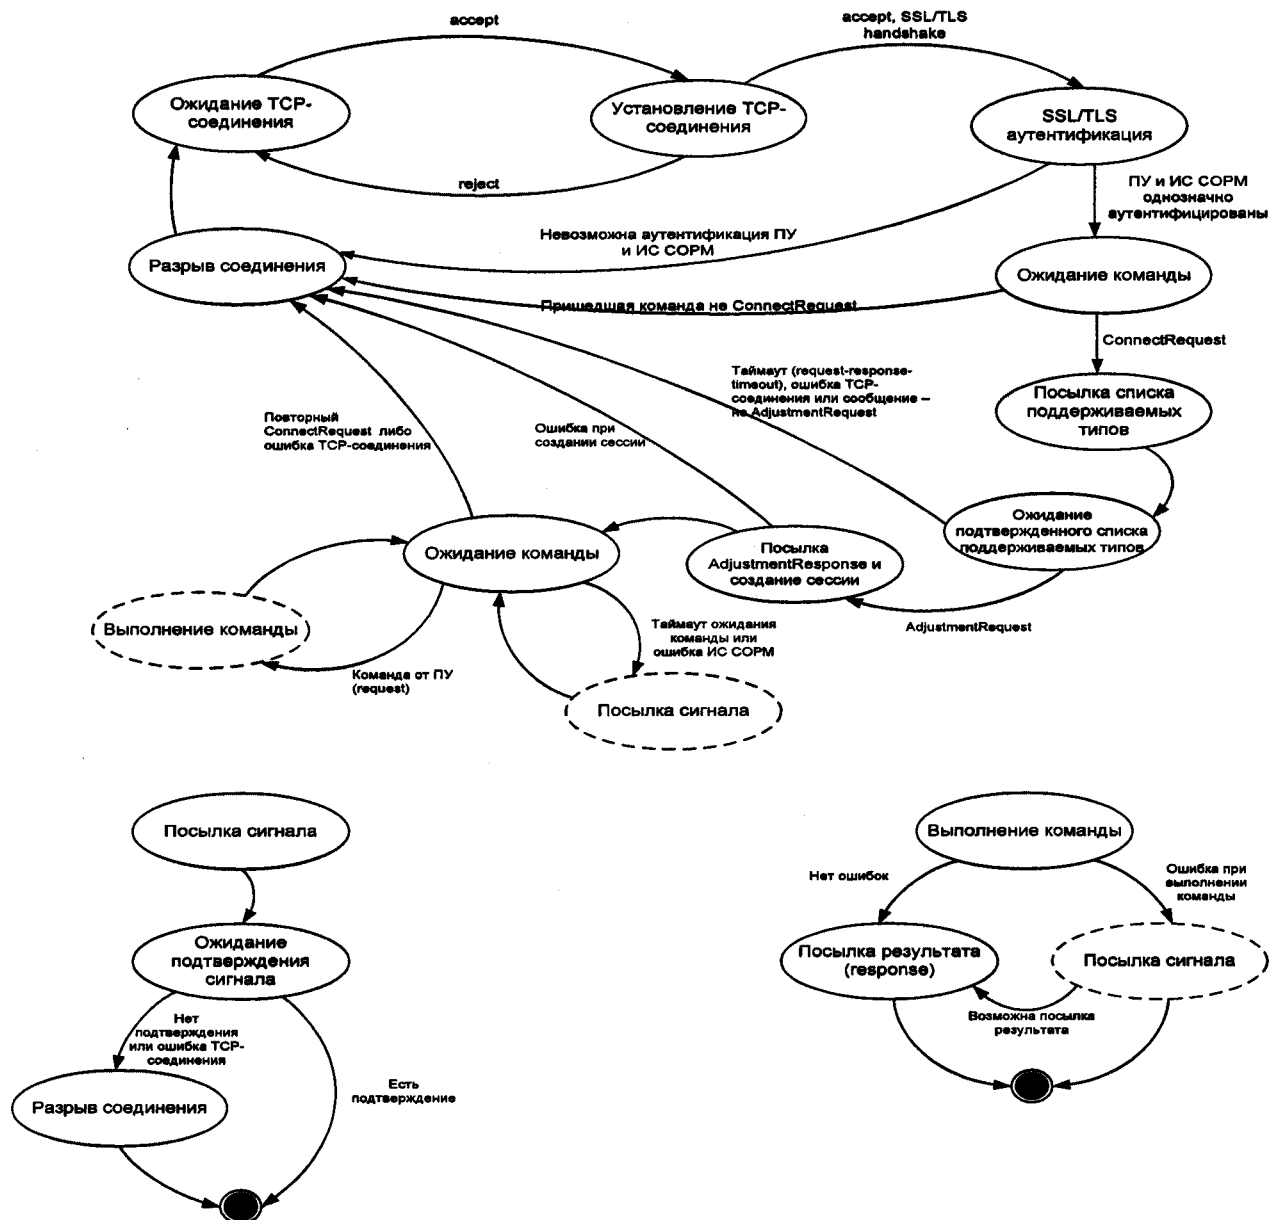 accept
accept, SSL/TLS
handshake
Ожидание TCP-
соединения
Установление TCP-
соединения
SSL/TLS
аутентификация
reject
ПУ и ИС СОРМ
однозначно
аутентифицированы
Невозможна аутентификация ПУ
и ИС СОРМ
Разрыв соединения
Ожидание команды
Пришедшая команда не ConnectRequest
ConnectRequest
Таймаут (request-response-
timeout), ошибка TCP-
соединения или сообщение –
не AdjustmentRequest
Посылка списка
поддерживаемых
типов
Повторный
ConnectRequest либо
ошибка TCP-соединения
Ошибка при
создании сессии
Ожидание
подтвержденного списка
поддерживаемых типов
Ожидание команды
Посылка
AdjustmentResponse и
создание сессии
Выполнение команды
Таймаут ожидания
команды или
ошибка ИС СОРМ
AdjustmentRequest
Команда от ПУ
(request)
Посылка сигнала
Посылка сигнала
Ожидание
подтверждения
сигнала
Нет
подтверждения
или ошибка TCP-
соединения
Разрыв соединения
Есть
подтверждение
Выполнение команды
Нет ошибок
Ошибка при
выполнении
команды
Посылка результата
(response)
Посылка сигнала
Возможна посылка
результата